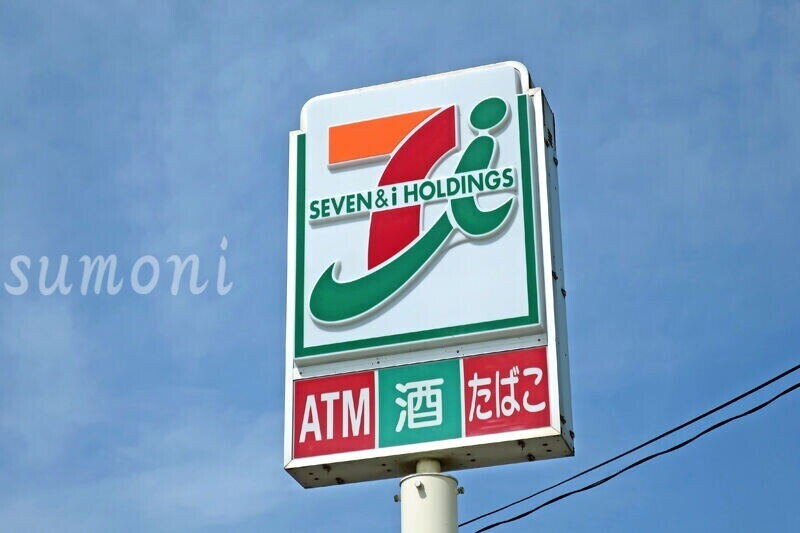 SEVEN & i HOLDINGS
sumoni
ATM 酒 たばこ